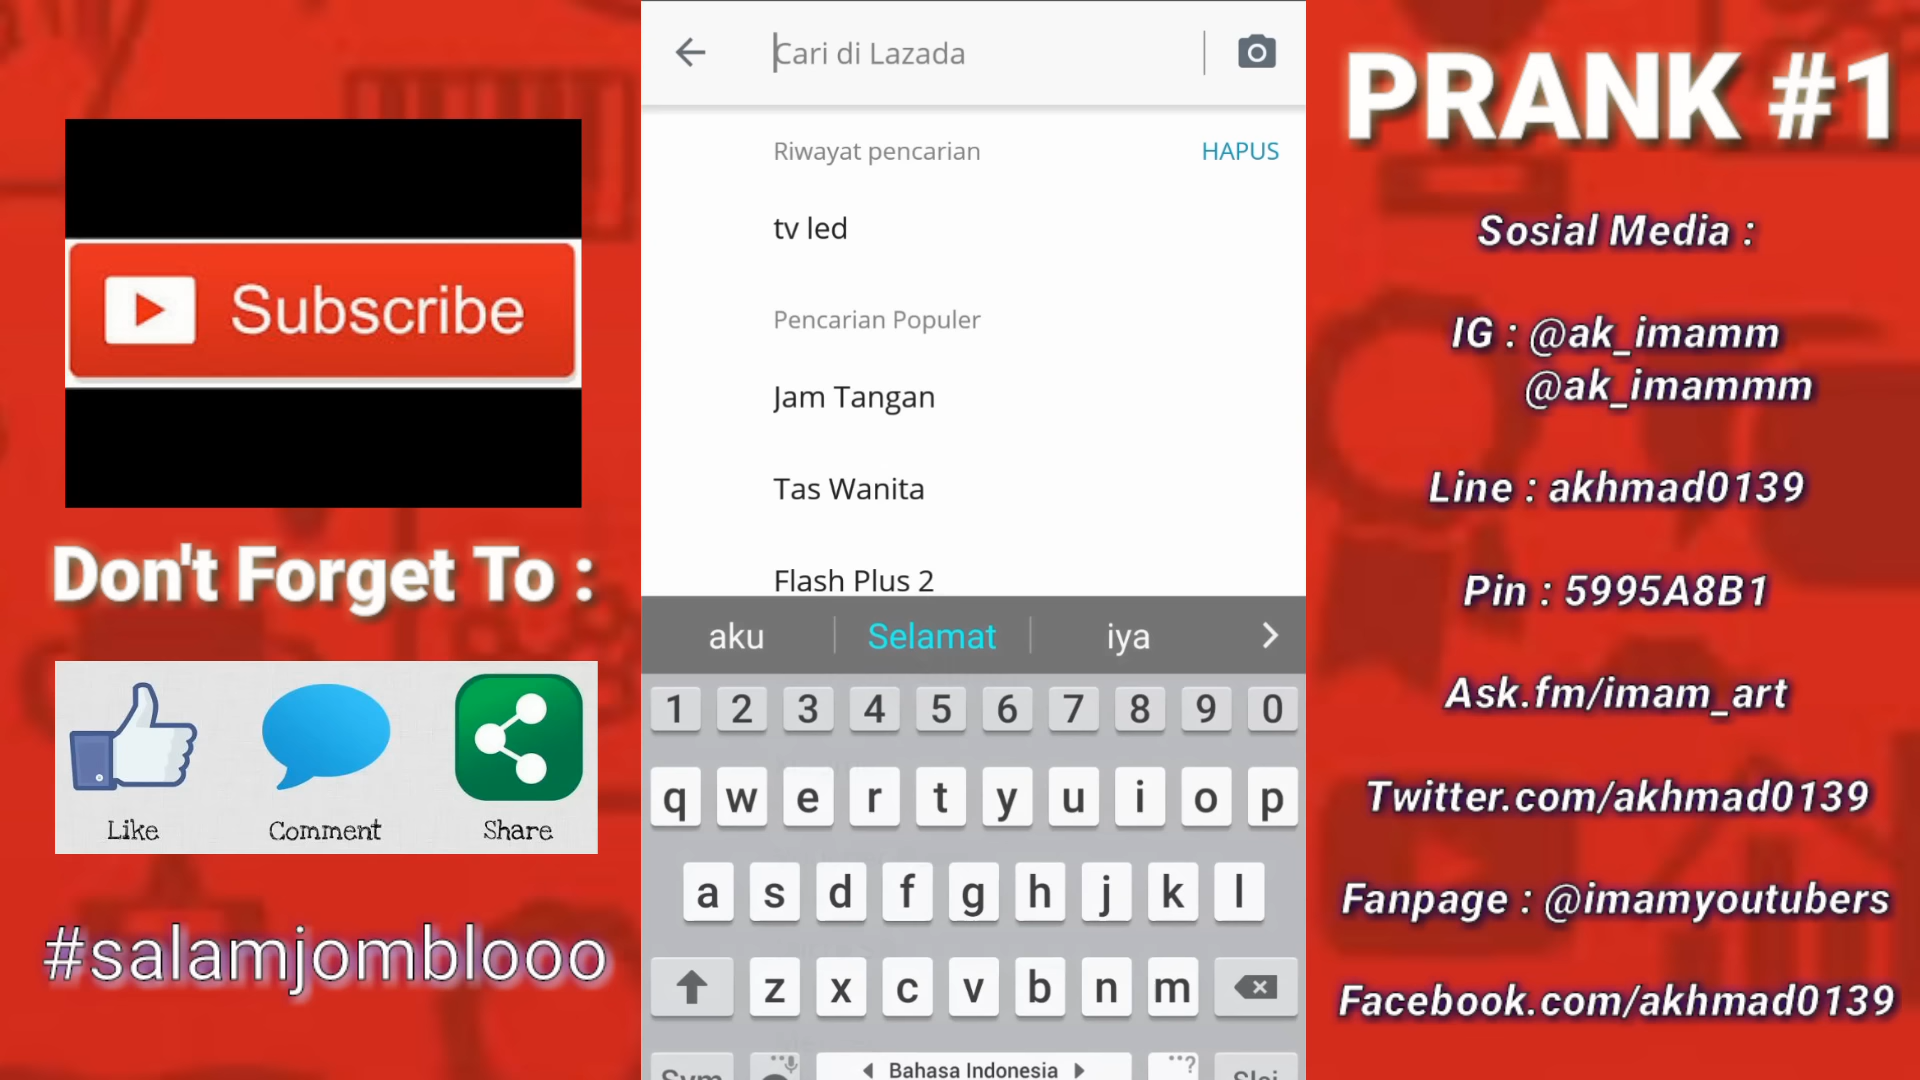 Subscribe
Don't Forget To :
Like
Comment
Share
#salamjomblooo
Cari di Lazada
Riwayat pencarian
HAPUS
tv led
Pencarian Populer
Jam Tangan
Tas Wanita
Flash Plus 2
aku
Selamat
iya
1 2 3 4 5 6 7 8 9 0
q w e r t y u i o p
a s d f g h j k l
z x c v b n m
Bahasa Indonesia
PRANK #1
Sosial Media :
IG : @ak_imamm
@ak_imammm
Line : akhmad0139
Pin : 5995A8B1
Ask.fm/imam_art
Twitter.com/akhmad0139
Fanpage : @imamyoutubers
Facebook.com/akhmad0139